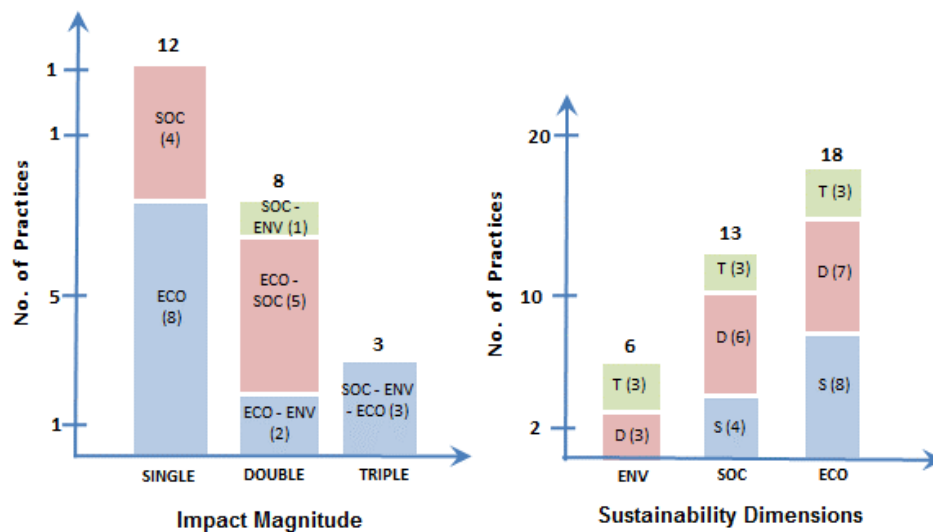 12
1
SOC
(4)
1
8
SOC -
ENV (1)
ECO -
SOC (5)
ECO
(8)
5
3
SOC - ENV
- ECO (3)
ECO - ENV
(2)
1
No. of Practices
SINGLE
DOUBLE
TRIPLE
Impact Magnitude
20
18
T (3)
13
T (3)
D (7)
10
D (6)
6
T (3)
S (8)
S (4)
D (3)
2
No. of Practices
ENV
SOC
ECO
Sustainability Dimensions